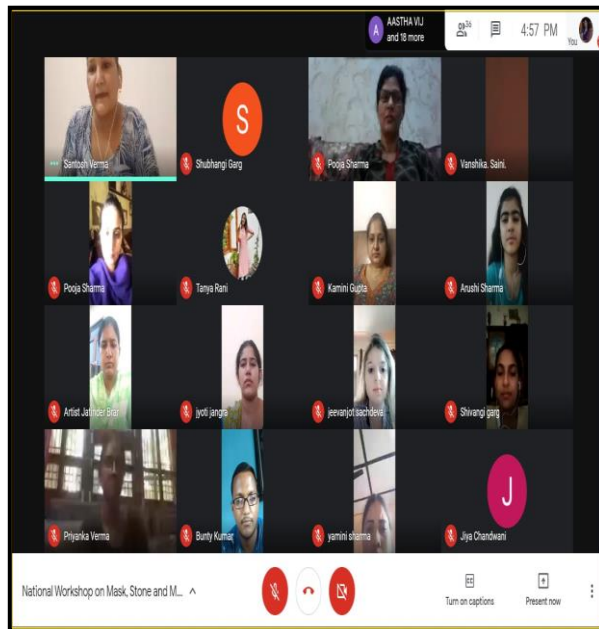 A AASTHA VIJ
and 18 more
36
4:57 PM
You
S
Santosh Verma
Shubhangi Garg
Pooja Sharma
Vanshika. Saini.
Pooja Sharma
Tanya Rani
Kamini Gupta
Arushi Sharma
Artist Jatinder Brar
jyoti jangra
jeevanjot sachdeva
Shivangi garg
J
Priyanka Verma
Bunty Kumar
yamini sharma
Jiya Chandwani
National Workshop on Mask, Stone and M...
Turn on captions
Present now